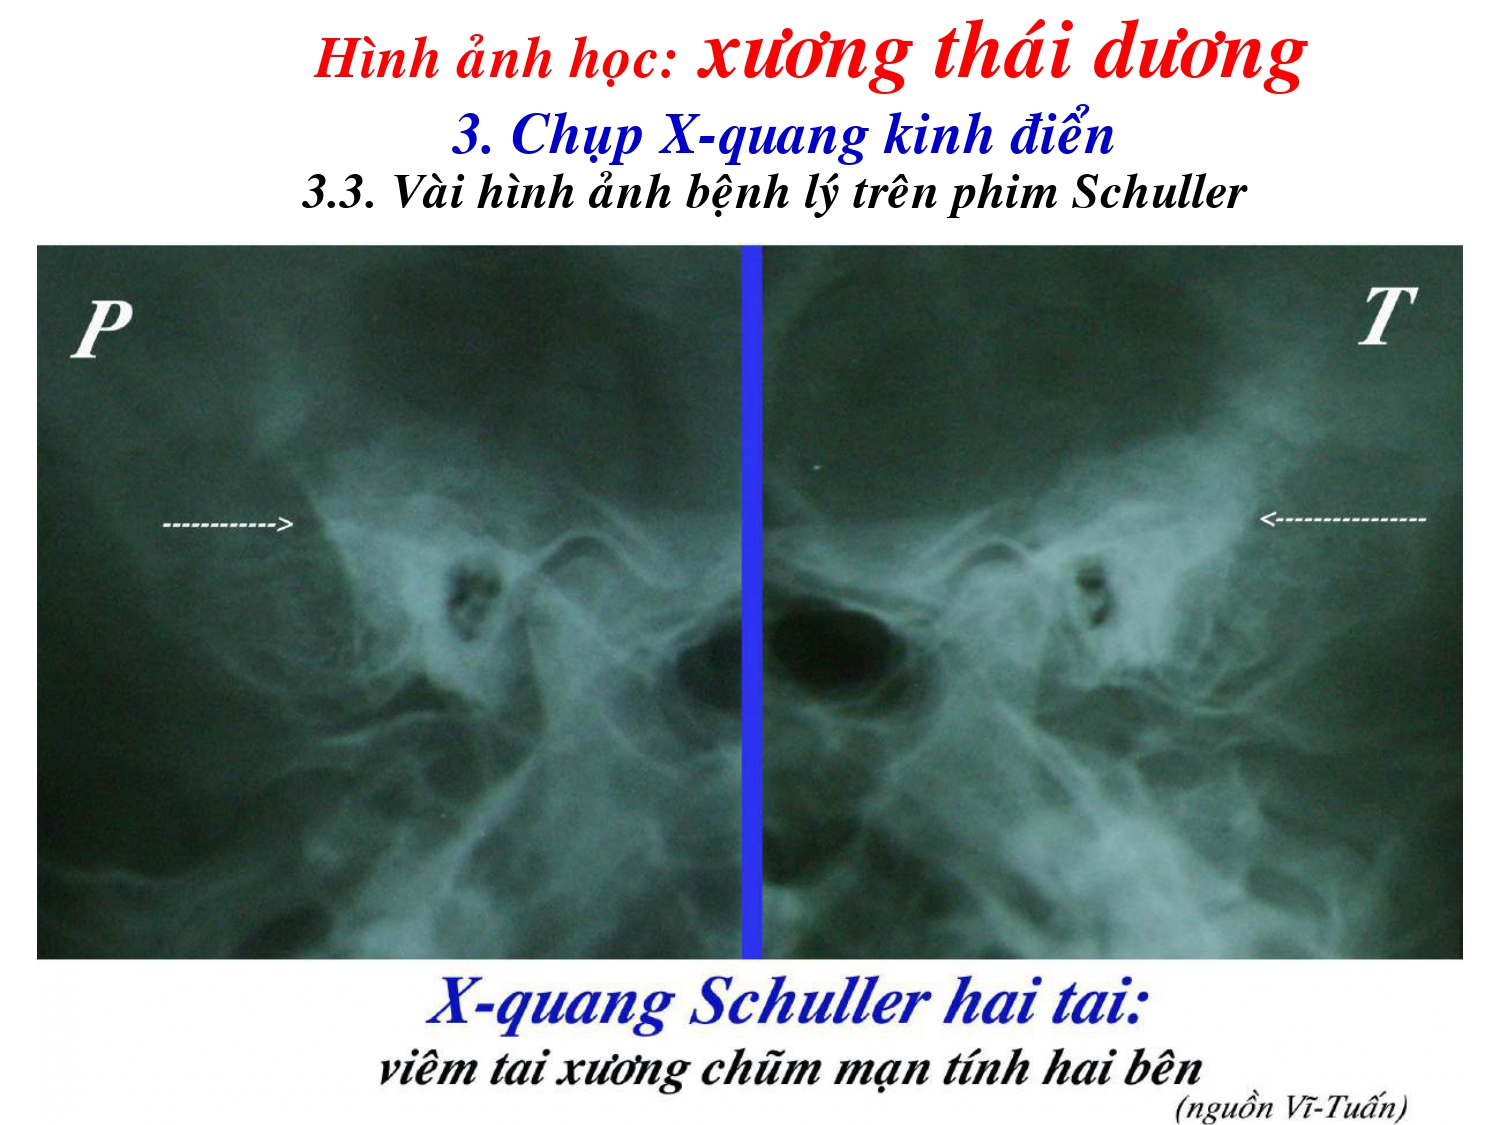 Hình ảnh học: xương thái dương
3. Chụp X-quang kinh điển
3.3. Vài hình ảnh bệnh lý trên phim Schuller
P
T
------------>
<----------------
X-quang Schuller hai tai:
viêm tai xương chũm mạn tính hai bên
(nguồn Vĩ-Tuấn)